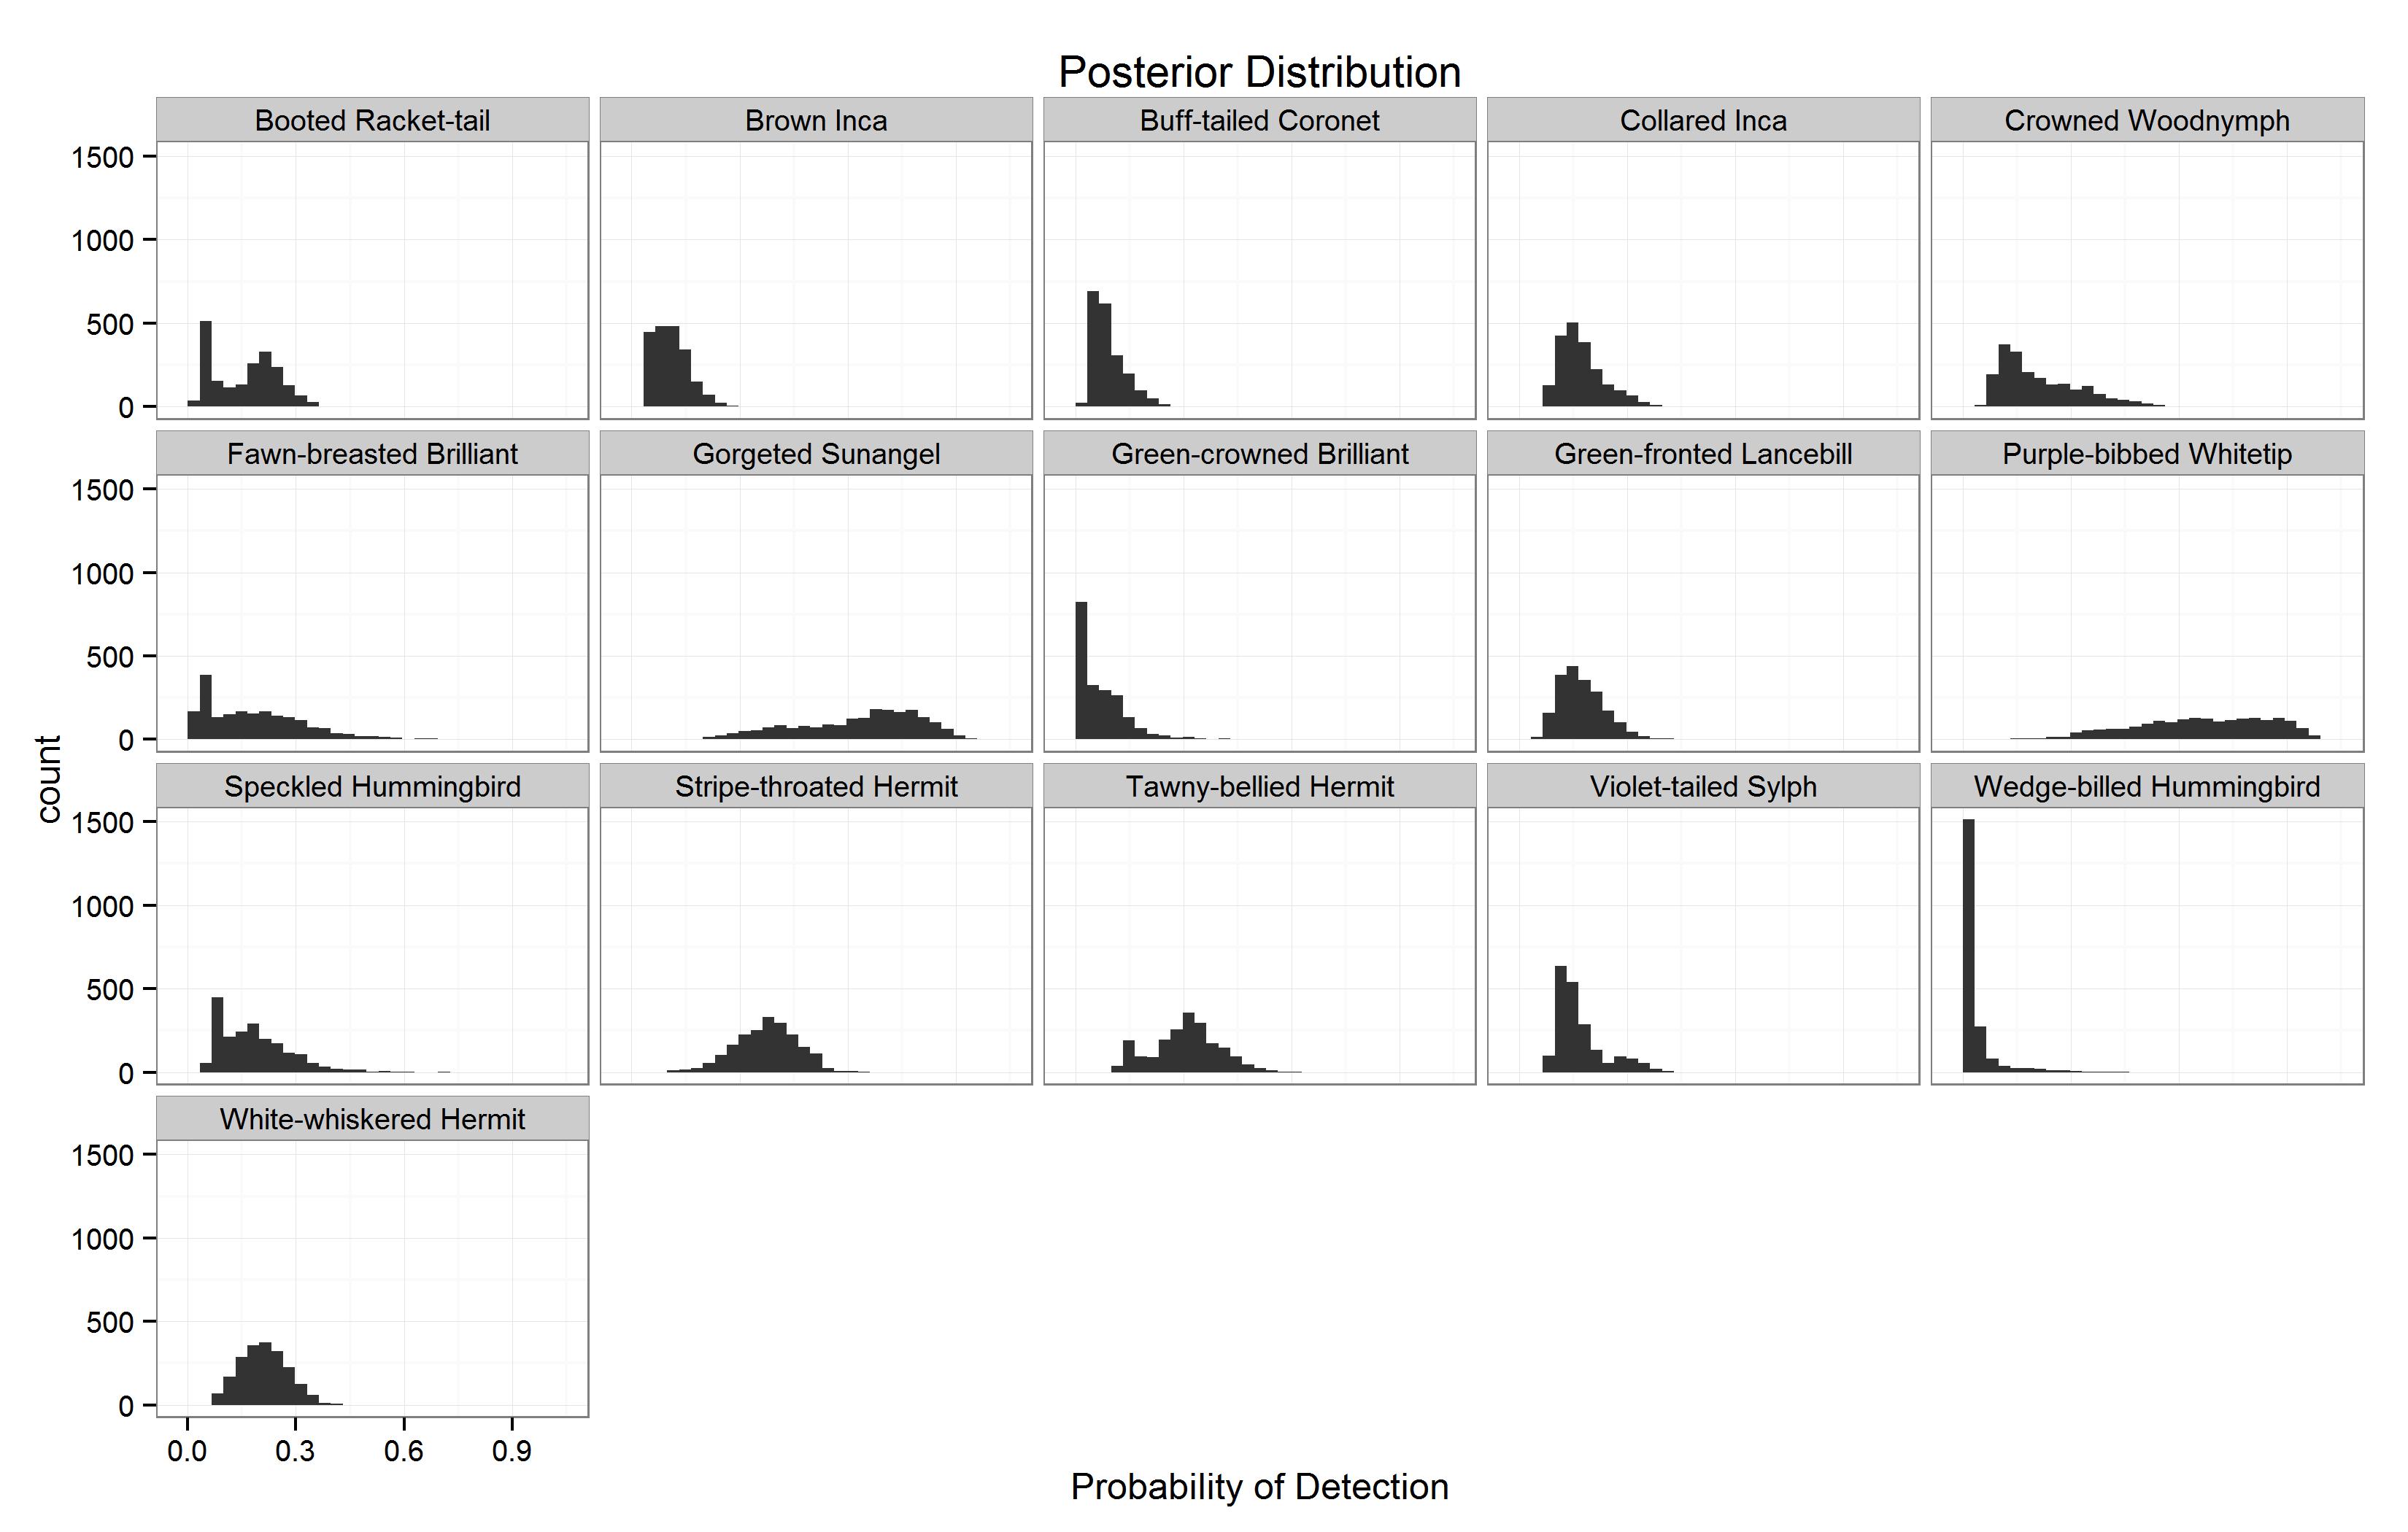 Posterior Distribution
Booted Racket-tail Brown Inca Buff-tailed Coronet Collared Inca Crowned Woodnymph
1500
1000
500
0
Fawn-breasted Brilliant Gorgeted Sunangel Green-crowned Brilliant Green-fronted Lancebill Purple-bibbed Whitetip
1500
1000
500
0
count
Speckled Hummingbird Stripe-throated Hermit Tawny-bellied Hermit Violet-tailed Sylph Wedge-billed Hummingbird
1500
1000
500
0
White-whiskered Hermit
1500
1000
500
0
0.0 0.3 0.6 0.9
Probability of Detection